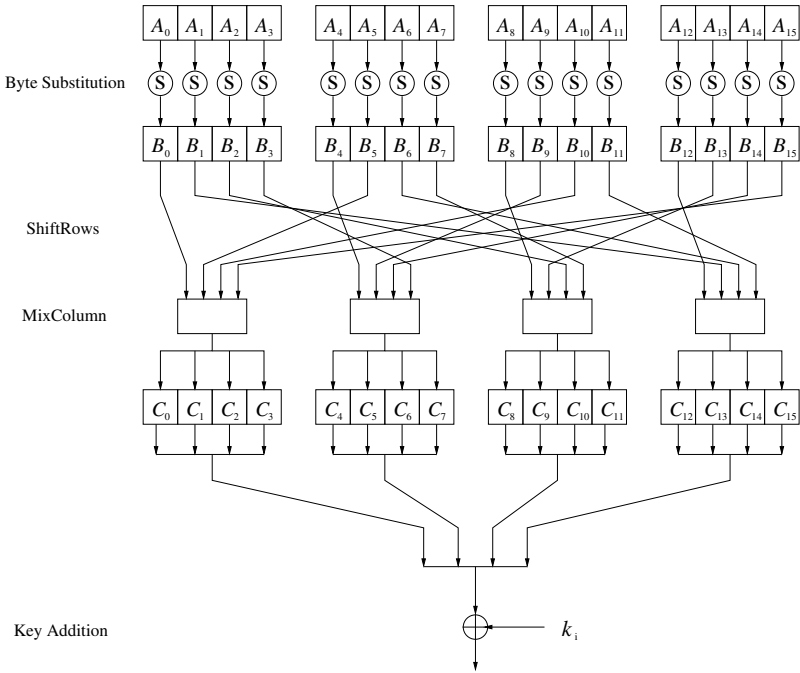 A₀ A₁ A₂ A₃ A₄ A₅ A₆ A₇ A₈ A₉ A₁₀ A₁₁ A₁₂ A₁₃ A₁₄ A₁₅
Byte Substitution S S S S S S S S S S S S S S S S
B₀ B₁ B₂ B₃ B₄ B₅ B₆ B₇ B₈ B₉ B₁₀ B₁₁ B₁₂ B₁₃ B₁₄ B₁₅
ShiftRows
MixColumn
C₀ C₁ C₂ C₃ C₄ C₅ C₆ C₇ C₈ C₉ C₁₀ C₁₁ C₁₂ C₁₃ C₁₄ C₁₅
Key Addition kᵢ